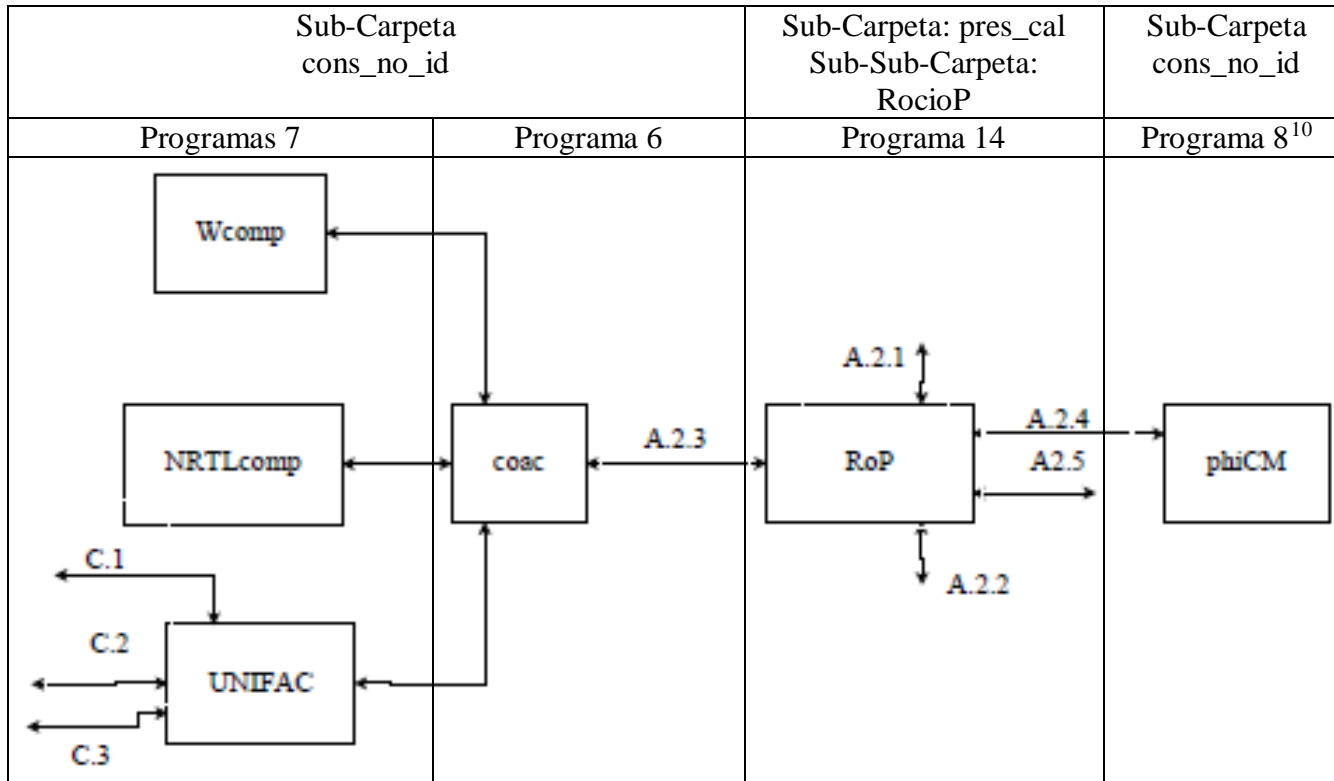 Sub-Carpeta
cons_no_id
Sub-Carpeta: pres_cal
Sub-Sub-Carpeta:
RocioP
Sub-Carpeta
cons_no_id
Programas 7
Programa 6
Programa 14
Programa 8¹⁰
Wcomp
A.2.1
A.2.3
A.2.4
NRTLcomp
coac
RoP
A2.5
phiCM
C.1
A.2.2
C.2
UNIFAC
C.3